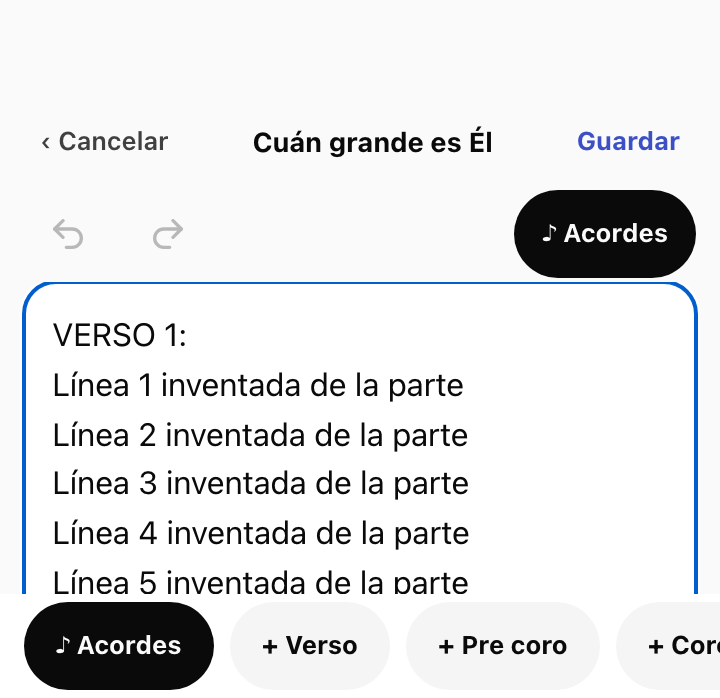 ‹ Cancelar Cuán grande es Él Guardar
♪ Acordes
VERSO 1:
Línea 1 inventada de la parte
Línea 2 inventada de la parte
Línea 3 inventada de la parte
Línea 4 inventada de la parte
Línea 5 inventada de la parte
♪ Acordes + Verso + Pre coro +